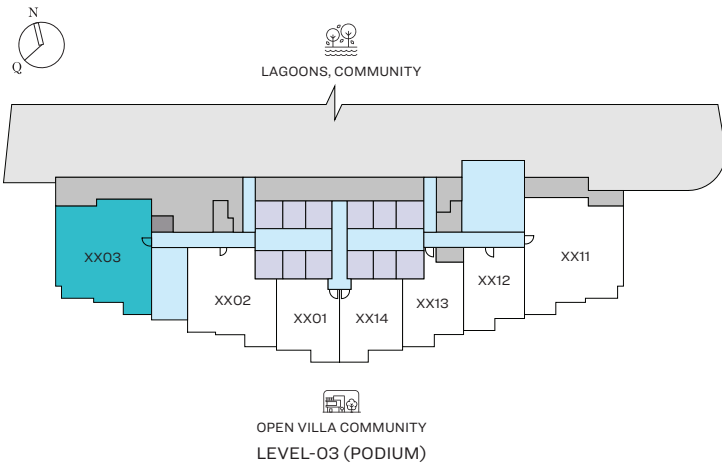 N
Q
LAGOONS, COMMUNITY
XX03
XX02
XX01
XX14
XX13
XX12
XX11
OPEN VILLA COMMUNITY
LEVEL-03 (PODIUM)